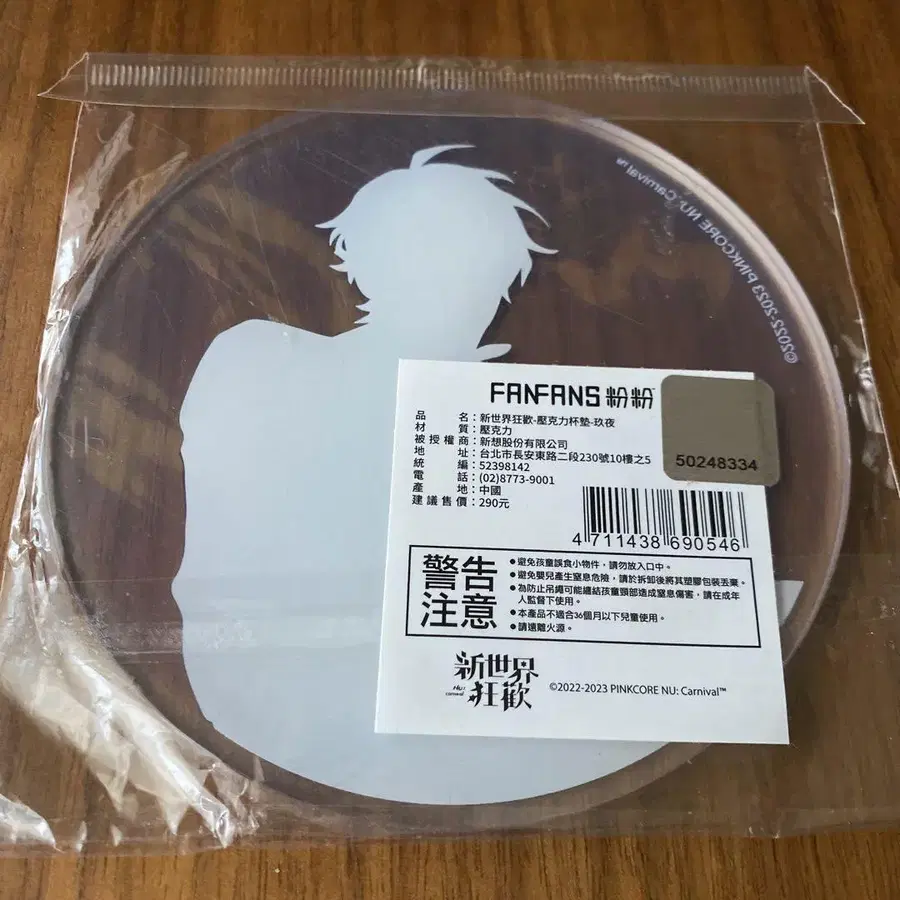 ©2022-2023 PINKCORE NU: Carnival™
FANFANS 粉粉™
品名：新世界狂歡-壓克力杯墊-玖夜
材質：壓克力
被授權商：新想股份有限公司
地址：台北市長安東路二段230號10樓之5
統編：52398142
電話：(02)8773-9001
產地：中國
建議售價：290元
50248334
4 711438 690546
警告
注意
●避免孩童誤食小物件，請勿放入口中。
●避免嬰兒產生窒息危險，請於拆卸後將其塑膠包裝丟棄。
●為防止吊繩可能纏結孩童頸部造成窒息傷害，請在成年
人監督下使用。
●本產品不適合36個月以下兒童使用。
●請遠離火源。
新世界
狂歡
NU:
carnival
©2022-2023 PINKCORE NU: Carnival™